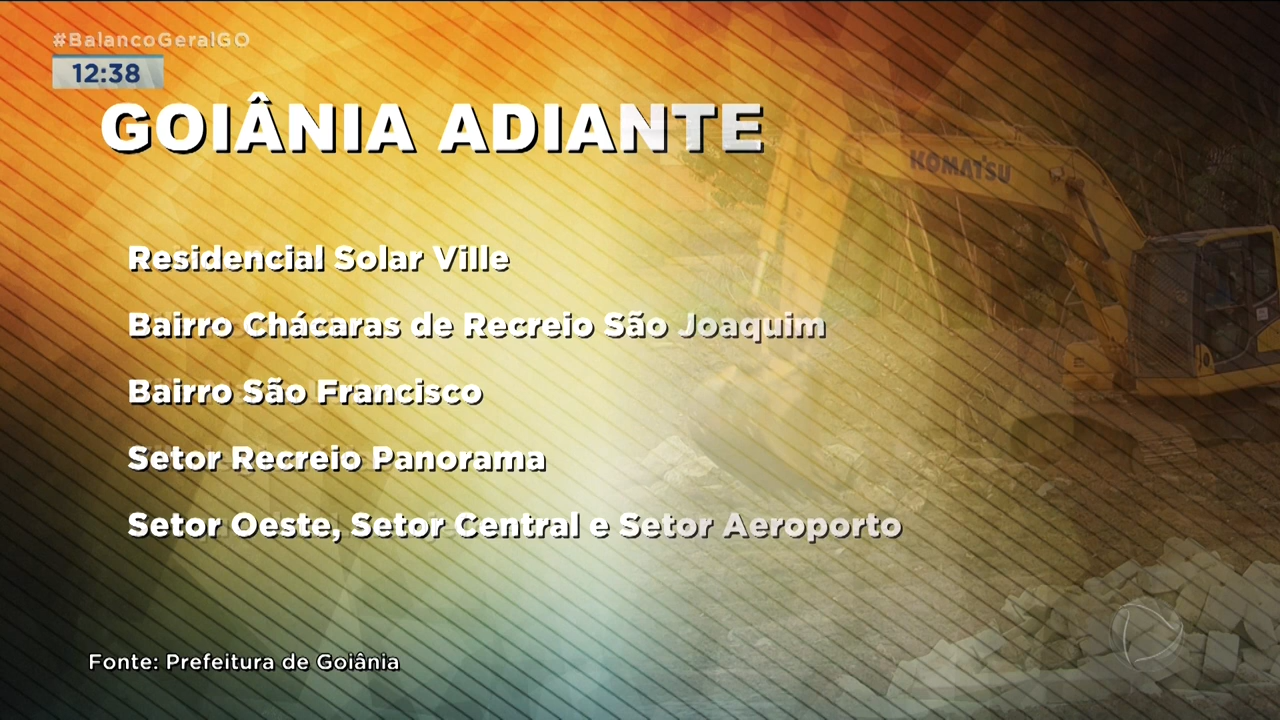 #BalancoGeralGO
12:38
GOIÂNIA ADIANTE
KOMATSU
Residencial Solar Ville
Bairro Chácaras de Recreio São Joaquim
Bairro São Francisco
Setor Recreio Panorama
Setor Oeste, Setor Central e Setor Aeroporto
Fonte: Prefeitura de Goiânia